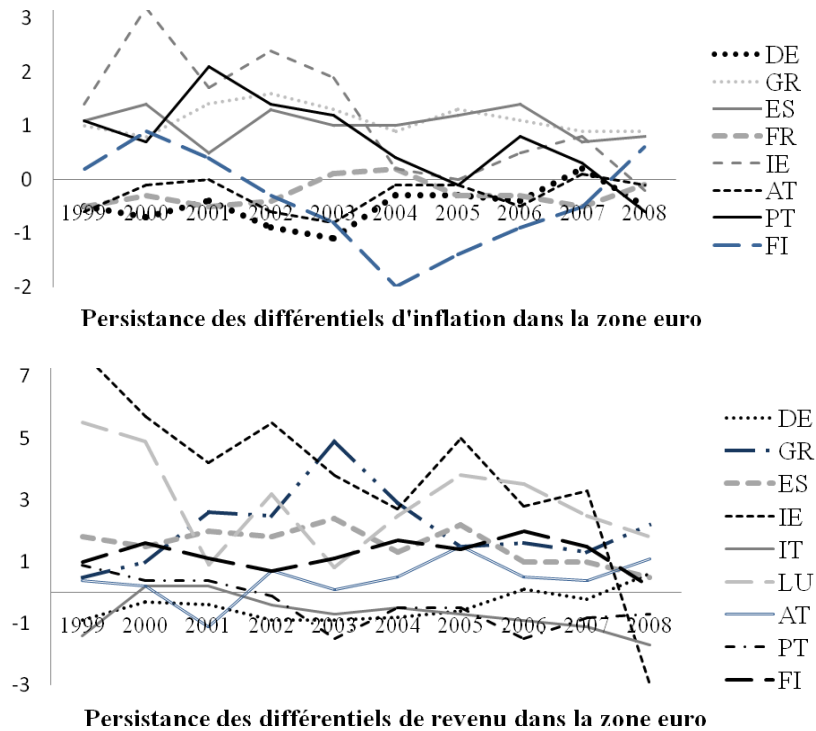 3
2
1
0
-1
-2
1999 2000 2001 2002 2003 2004 2005 2006 2007 2008
DE
GR
ES
FR
IE
AT
PT
FI
Persistance des différentiels d'inflation dans la zone euro
7
5
3
1
-1
-3
1999 2000 2001 2002 2003 2004 2005 2006 2007 2008
DE
GR
ES
IE
IT
LU
AT
PT
FI
Persistance des différentiels de revenu dans la zone euro